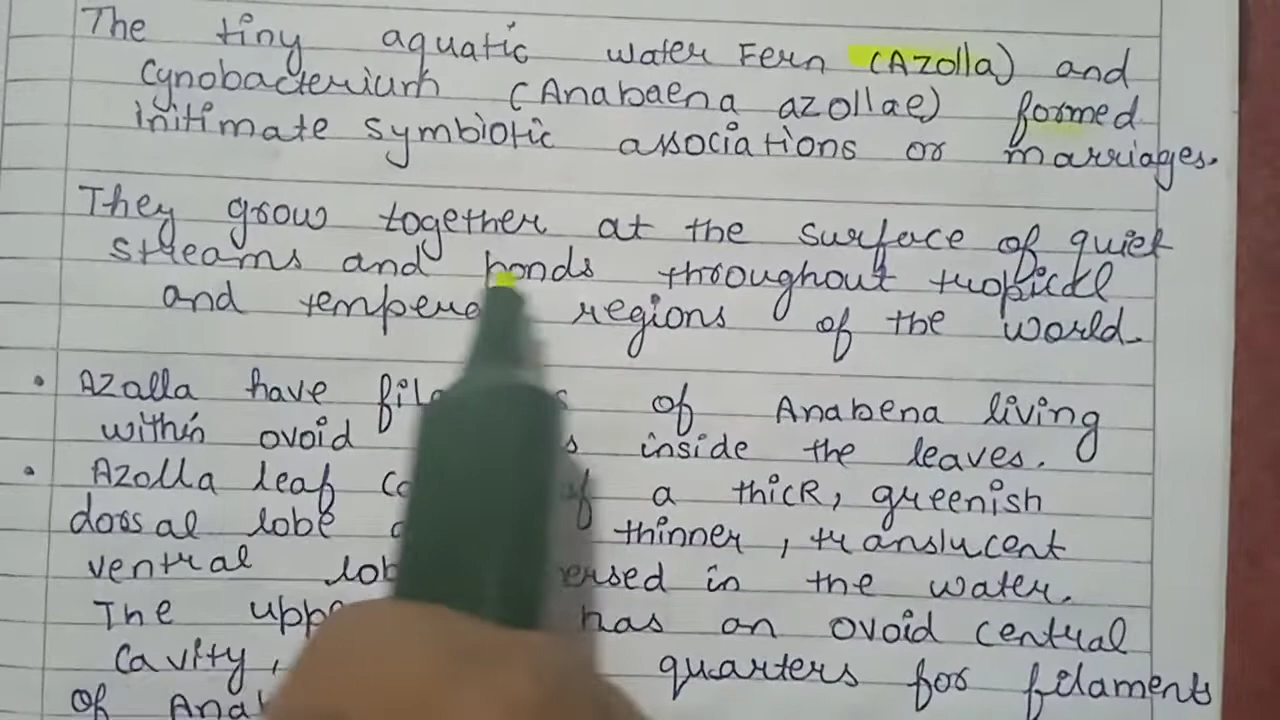 The tiny aquatic water Fern (Azolla) and
Cynobacterium (Anabaena azollae) formed
initimate symbiotic associations or marriages.
They grow together at the surface of quiet
streams and ponds throughout tropical
and regions of the world.
Azalla have of Anabena living
within ovoid inside the leaves.
Azolla leaf a thick, greenish
dorsal lobe thinner, translucent
ventral in the water.
The has an ovoid central
cavity, quarters for filaments
of